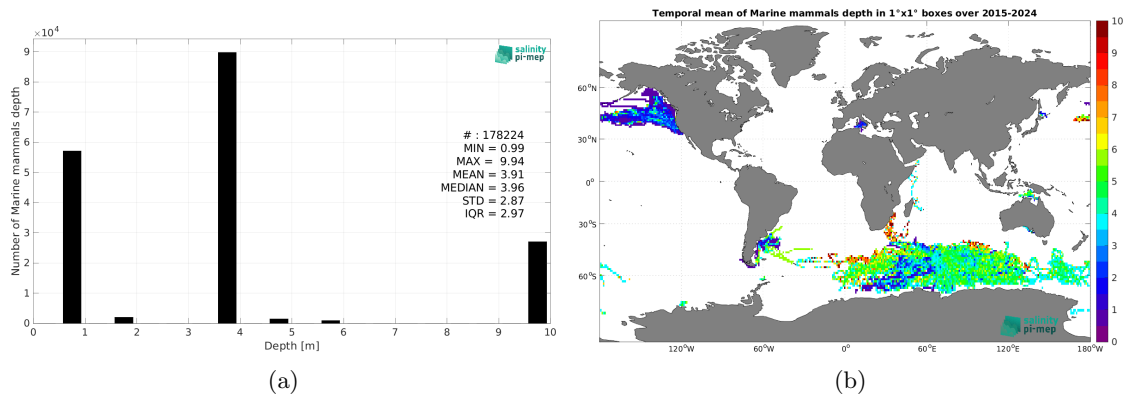 ×10⁴
9
8
7
6
5
4
3
2
1
0
Number of Marine mammals depth
salinity
pi-mep
# : 178224
MIN = 0.99
MAX = 9.94
MEAN = 3.91
MEDIAN = 3.96
STD = 2.87
IQR = 2.97
0 1 2 3 4 5 6 7 8 9 10
Depth [m]
(a)
Temporal mean of Marine mammals depth in 1°x1° boxes over 2015-2024
60°N
30°N
0°
30°S
60°S
120°W 60°W 0° 60°E 120°E 180°W
salinity
pi-mep
10
9
8
7
6
5
4
3
2
1
0
(b)